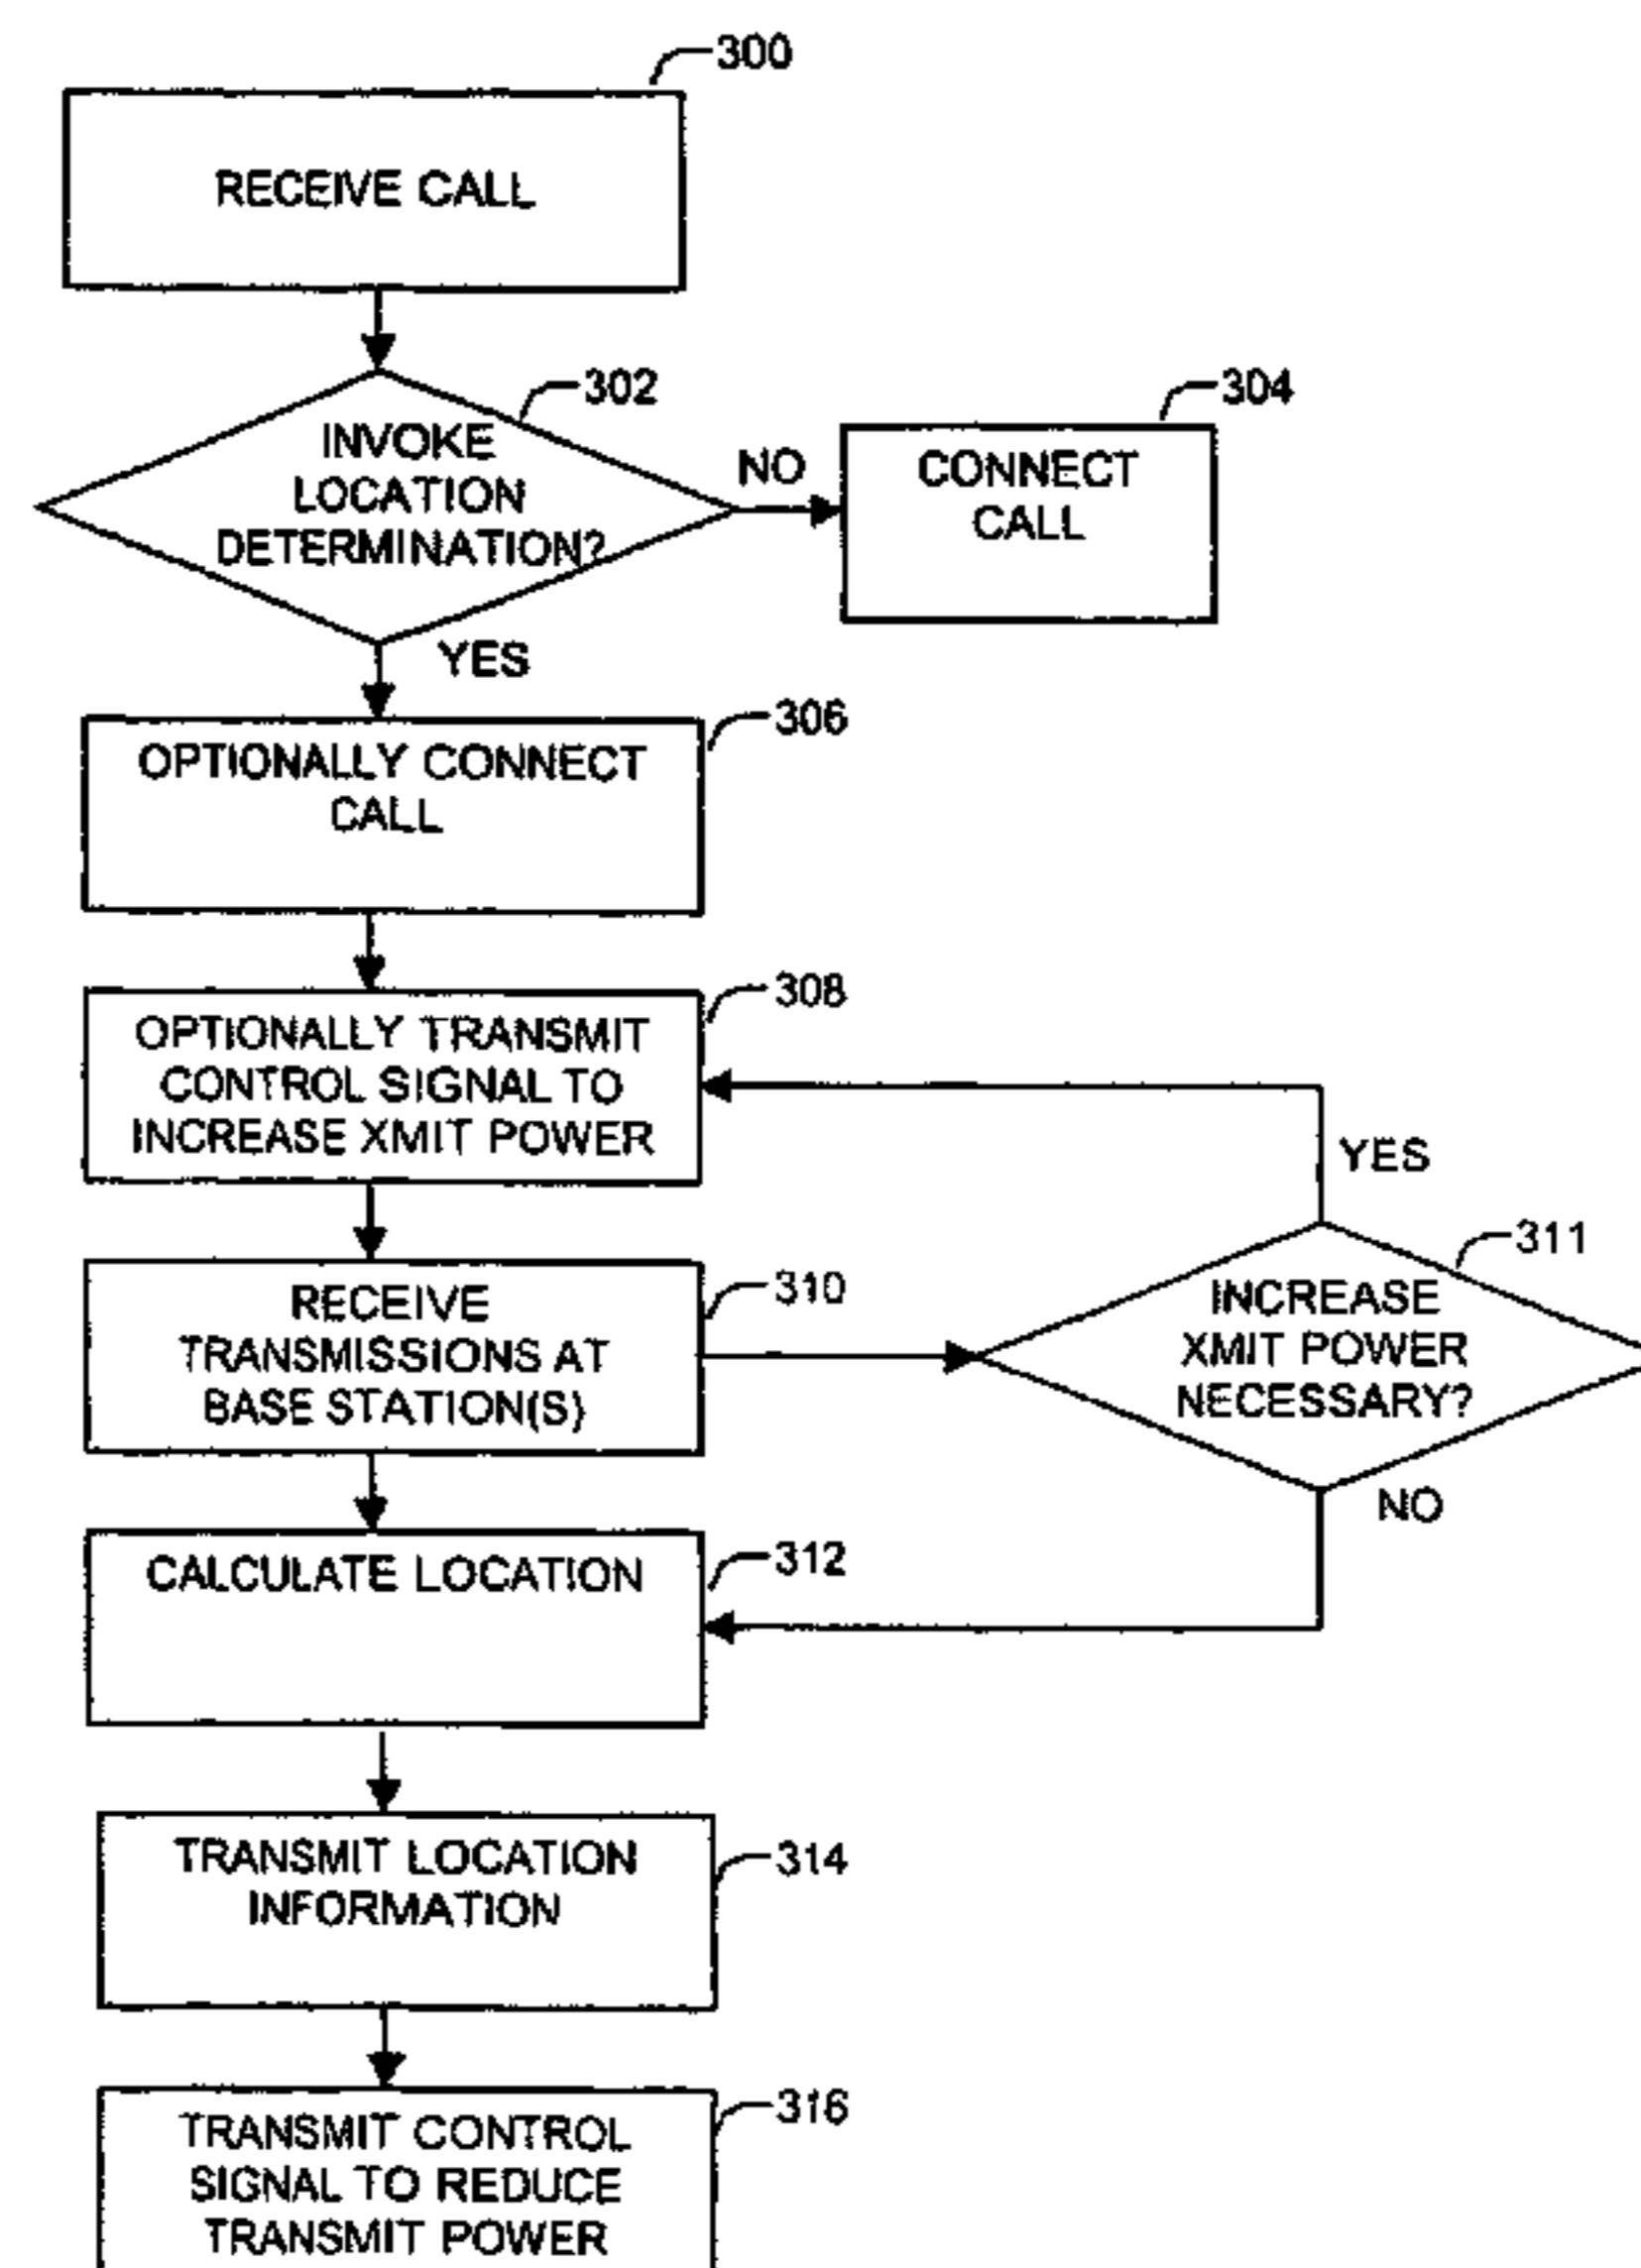 300
RECEIVE CALL
302
INVOKE
LOCATION
DETERMINATION?
NO
304
CONNECT
CALL
YES
306
OPTIONALLY CONNECT
CALL
308
OPTIONALLY TRANSMIT
CONTROL SIGNAL TO
INCREASE XMIT POWER
YES
310
RECEIVE
TRANSMISSIONS AT
BASE STATION(S)
311
INCREASE
XMIT POWER
NECESSARY?
NO
312
CALCULATE LOCATION
314
TRANSMIT LOCATION
INFORMATION
316
TRANSMIT CONTROL
SIGNAL TO REDUCE
TRANSMIT POWER